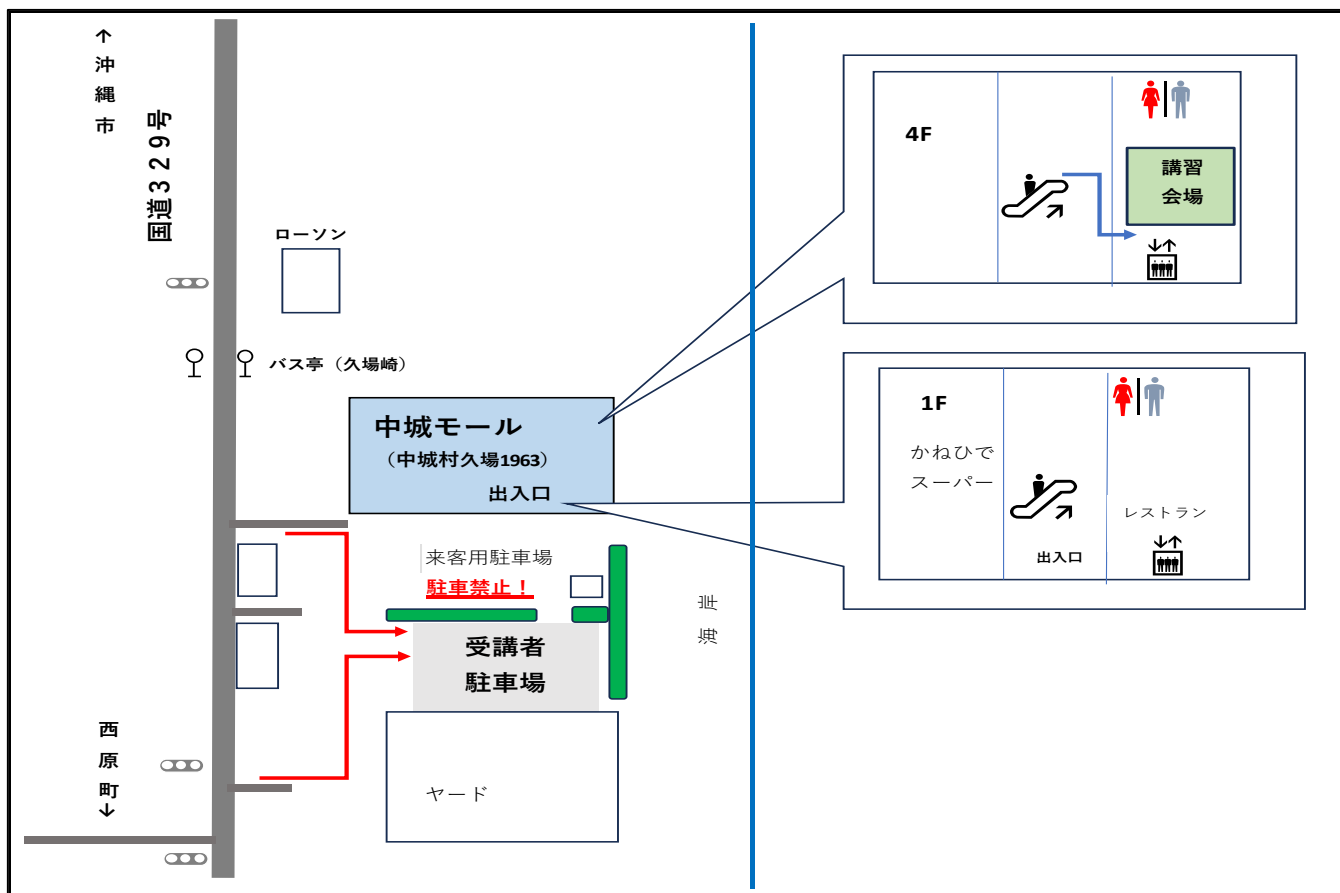 ↑沖縄市
国道329号
ローソン
バス亭（久場崎）
中城モール
（中城村久場1963）
出入口
来客用駐車場
駐車禁止！
受講者
駐車場
ヤード
西原町↓
海岸
4F
講習
会場
↓↑
1F
かねひで
スーパー
レストラン
出入口
↓↑